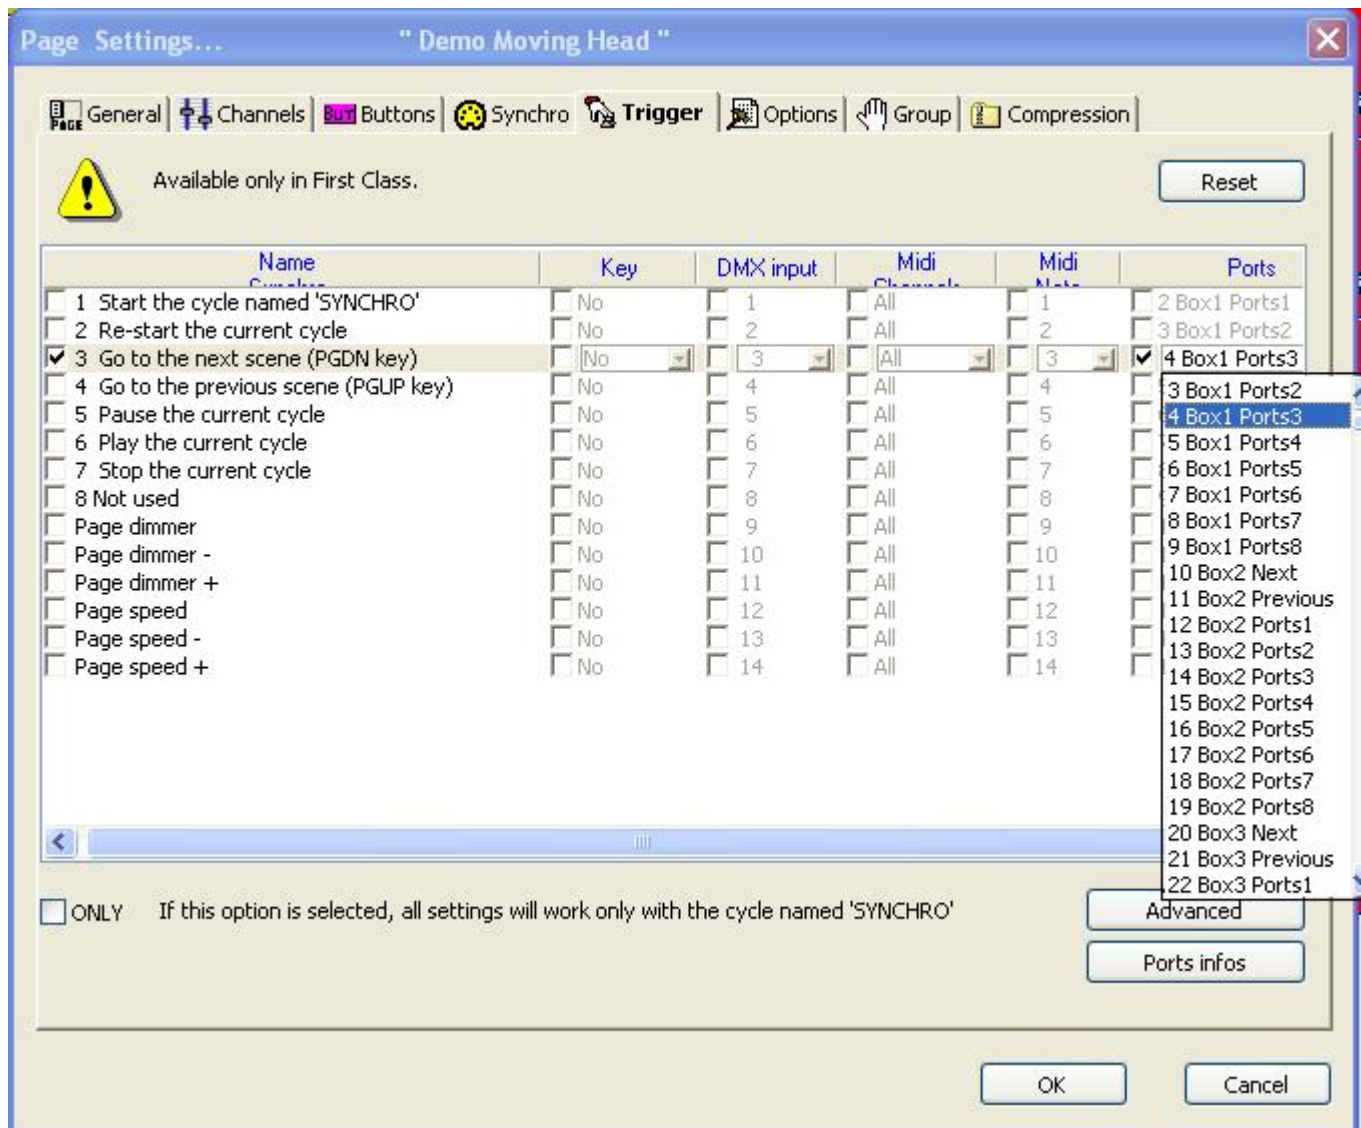 Page Settings... " Demo Moving Head "
PAGE General Channels BUT Buttons Synchro Trigger Options Group Compression
Available only in First Class.
Reset
Name Key DMX input Midi Midi Ports
1 Start the cycle named 'SYNCHRO' No 1 All 1 2 Box1 Ports1
2 Re-start the current cycle No 2 All 2 3 Box1 Ports2
3 Go to the next scene (PGDN key) No 3 All 3 4 Box1 Ports3
4 Go to the previous scene (PGUP key) No 4 All 4
5 Pause the current cycle No 5 All 5
6 Play the current cycle No 6 All 6
7 Stop the current cycle No 7 All 7
8 Not used No 8 All 8
Page dimmer No 9 All 9
Page dimmer - No 10 All 10
Page dimmer + No 11 All 11
Page speed No 12 All 12
Page speed - No 13 All 13
Page speed + No 14 All 14
3 Box1 Ports2
4 Box1 Ports3
5 Box1 Ports4
6 Box1 Ports5
7 Box1 Ports6
8 Box1 Ports7
9 Box1 Ports8
10 Box2 Next
11 Box2 Previous
12 Box2 Ports1
13 Box2 Ports2
14 Box2 Ports3
15 Box2 Ports4
16 Box2 Ports5
17 Box2 Ports6
18 Box2 Ports7
19 Box2 Ports8
20 Box3 Next
21 Box3 Previous
22 Box3 Ports1
ONLY If this option is selected, all settings will work only with the cycle named 'SYNCHRO'
Advanced
Ports infos
OK Cancel